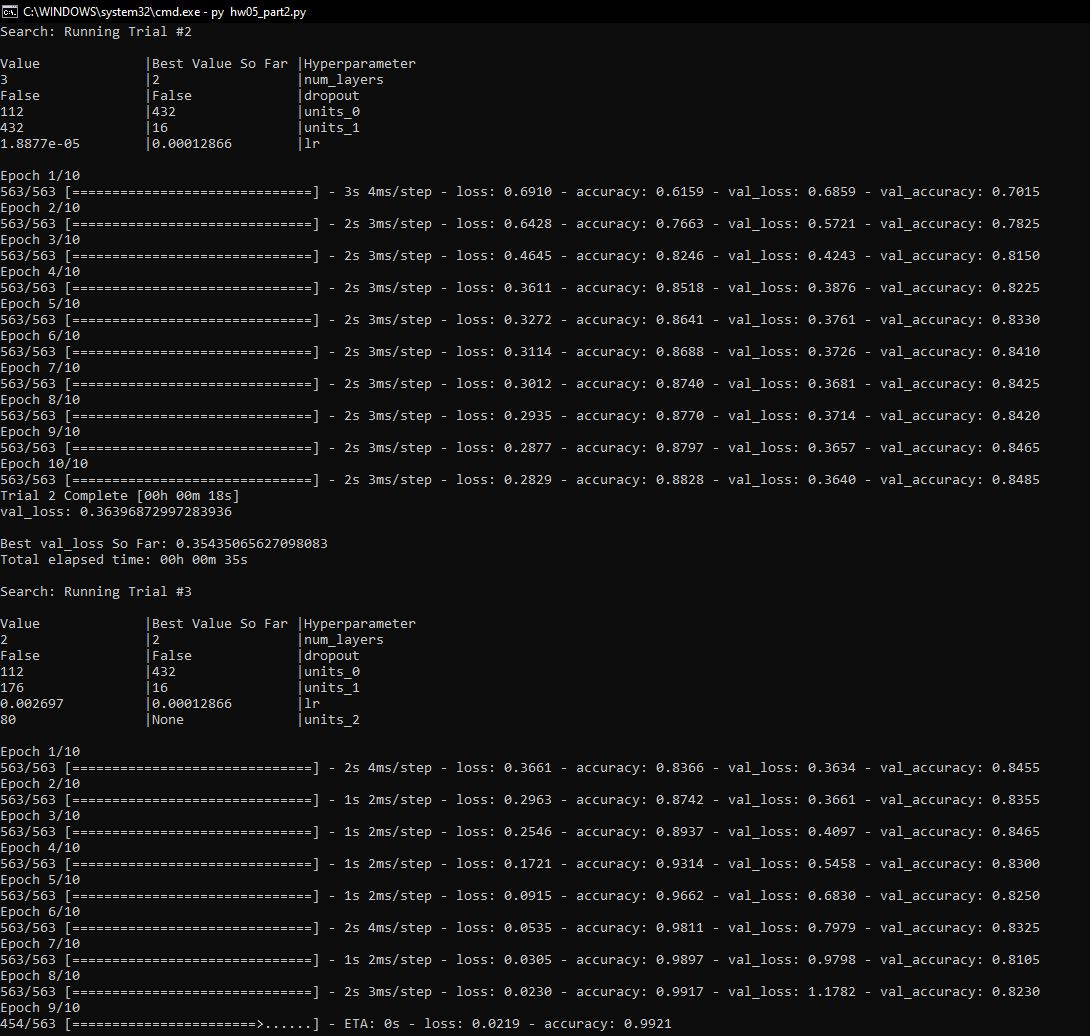 C:\WINDOWS\system32\cmd.exe - py hw05_part2.py
Search: Running Trial #2
Value |Best Value So Far |Hyperparameter
3 |2 |num_layers
False |False |dropout
112 |432 |units_0
432 |16 |units_1
1.8877e-05 |0.00012866 |lr
Epoch 1/10
563/563 [==============================] - 3s 4ms/step - loss: 0.6910 - accuracy: 0.6159 - val_loss: 0.6859 - val_accuracy: 0.7015
Epoch 2/10
563/563 [==============================] - 2s 3ms/step - loss: 0.6428 - accuracy: 0.7663 - val_loss: 0.5721 - val_accuracy: 0.7825
Epoch 3/10
563/563 [==============================] - 2s 3ms/step - loss: 0.4645 - accuracy: 0.8246 - val_loss: 0.4243 - val_accuracy: 0.8150
Epoch 4/10
563/563 [==============================] - 2s 3ms/step - loss: 0.3611 - accuracy: 0.8518 - val_loss: 0.3876 - val_accuracy: 0.8225
Epoch 5/10
563/563 [==============================] - 2s 3ms/step - loss: 0.3272 - accuracy: 0.8641 - val_loss: 0.3761 - val_accuracy: 0.8330
Epoch 6/10
563/563 [==============================] - 2s 3ms/step - loss: 0.3114 - accuracy: 0.8688 - val_loss: 0.3726 - val_accuracy: 0.8410
Epoch 7/10
563/563 [==============================] - 2s 3ms/step - loss: 0.3012 - accuracy: 0.8740 - val_loss: 0.3681 - val_accuracy: 0.8425
Epoch 8/10
563/563 [==============================] - 2s 3ms/step - loss: 0.2935 - accuracy: 0.8770 - val_loss: 0.3714 - val_accuracy: 0.8420
Epoch 9/10
563/563 [==============================] - 2s 3ms/step - loss: 0.2877 - accuracy: 0.8797 - val_loss: 0.3657 - val_accuracy: 0.8465
Epoch 10/10
563/563 [==============================] - 2s 3ms/step - loss: 0.2829 - accuracy: 0.8828 - val_loss: 0.3640 - val_accuracy: 0.8485
Trial 2 Complete [00h 00m 18s]
val_loss: 0.36396872997283936
Best val_loss So Far: 0.35435065627098083
Total elapsed time: 00h 00m 35s
Search: Running Trial #3
Value |Best Value So Far |Hyperparameter
2 |2 |num_layers
False |False |dropout
112 |432 |units_0
176 |16 |units_1
0.002697 |0.00012866 |lr
80 |None |units_2
Epoch 1/10
563/563 [==============================] - 2s 4ms/step - loss: 0.3661 - accuracy: 0.8366 - val_loss: 0.3634 - val_accuracy: 0.8455
Epoch 2/10
563/563 [==============================] - 1s 2ms/step - loss: 0.2963 - accuracy: 0.8742 - val_loss: 0.3661 - val_accuracy: 0.8355
Epoch 3/10
563/563 [==============================] - 1s 2ms/step - loss: 0.2546 - accuracy: 0.8937 - val_loss: 0.4097 - val_accuracy: 0.8465
Epoch 4/10
563/563 [==============================] - 1s 2ms/step - loss: 0.1721 - accuracy: 0.9314 - val_loss: 0.5458 - val_accuracy: 0.8300
Epoch 5/10
563/563 [==============================] - 1s 2ms/step - loss: 0.0915 - accuracy: 0.9662 - val_loss: 0.6830 - val_accuracy: 0.8250
Epoch 6/10
563/563 [==============================] - 2s 4ms/step - loss: 0.0535 - accuracy: 0.9811 - val_loss: 0.7979 - val_accuracy: 0.8325
Epoch 7/10
563/563 [==============================] - 1s 2ms/step - loss: 0.0305 - accuracy: 0.9897 - val_loss: 0.9798 - val_accuracy: 0.8105
Epoch 8/10
563/563 [==============================] - 2s 3ms/step - loss: 0.0230 - accuracy: 0.9917 - val_loss: 1.1782 - val_accuracy: 0.8230
Epoch 9/10
454/563 [=======================>......] - ETA: 0s - loss: 0.0219 - accuracy: 0.9921